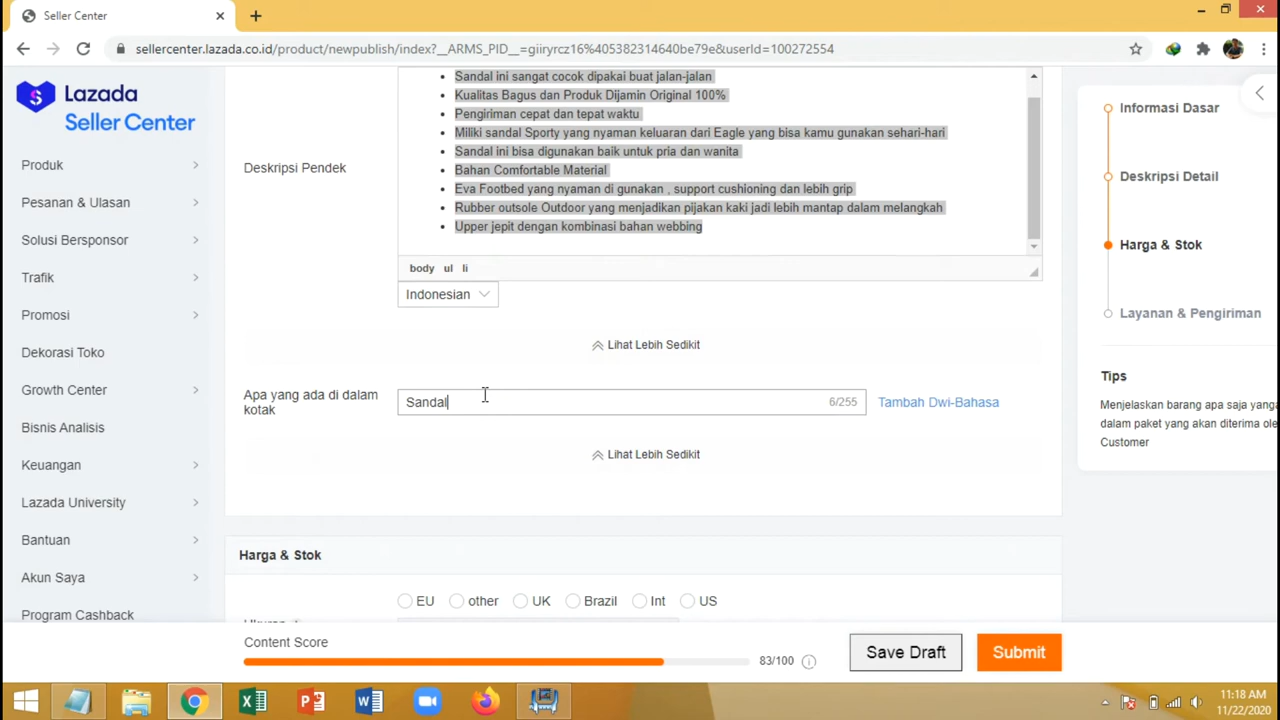 Seller Center
sellercenter.lazada.co.id/product/newpublish/index?__ARMS_PID__=giiryrcz16%405382314640be79e&userId=100272554
Lazada
Seller Center
Produk
Pesanan & Ulasan
Solusi Bersponsor
Trafik
Promosi
Dekorasi Toko
Growth Center
Bisnis Analisis
Keuangan
Lazada University
Bantuan
Akun Saya
Program Cashback
Deskripsi Pendek
Sandal ini sangat cocok dipakai buat jalan-jalan
Kualitas Bagus dan Produk Dijamin Original 100%
Pengiriman cepat dan tepat waktu
Miliki sandal Sporty yang nyaman keluaran dari Eagle yang bisa kamu gunakan sehari-hari
Sandal ini bisa digunakan baik untuk pria dan wanita
Bahan Comfortable Material
Eva Footbed yang nyaman di gunakan , support cushioning dan lebih grip
Rubber outsole Outdoor yang menjadikan pijakan kaki jadi lebih mantap dalam melangkah
Upper jepit dengan kombinasi bahan webbing
body ul li
Indonesian
Lihat Lebih Sedikit
Apa yang ada di dalam
kotak
Sandal
6/255
Tambah Dwi-Bahasa
Lihat Lebih Sedikit
Harga & Stok
EU other UK Brazil Int US
Content Score
83/100
Save Draft
Submit
Informasi Dasar
Deskripsi Detail
Harga & Stok
Layanan & Pengiriman
Tips
Menjelaskan barang apa saja yang
dalam paket yang akan diterima ole
Customer
11:18 AM
11/22/2020